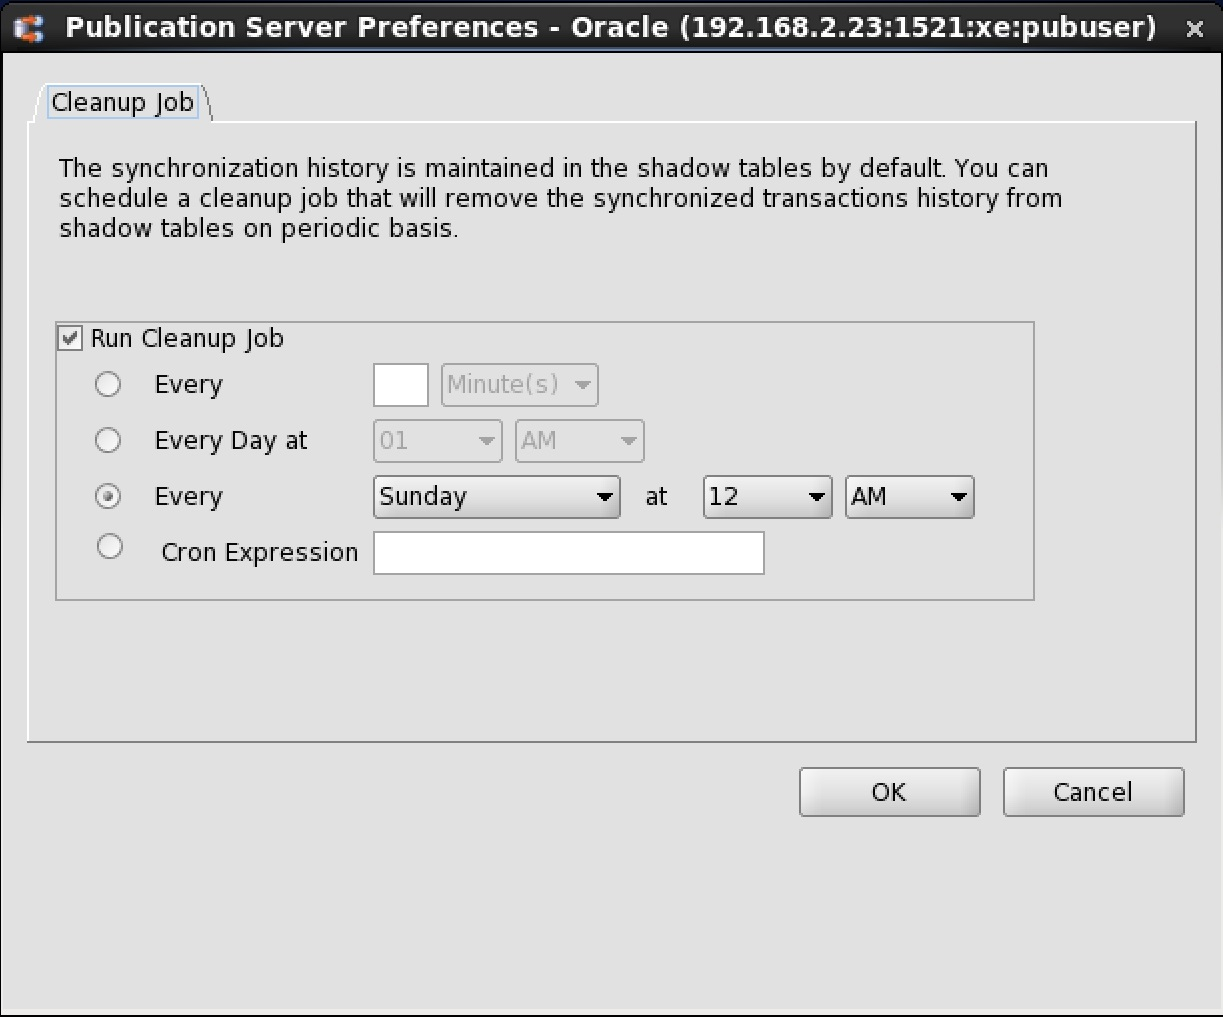 Publication Server Preferences - Oracle (192.168.2.23:1521:xe:pubuser)
Cleanup Job
The synchronization history is maintained in the shadow tables by default. You can
schedule a cleanup job that will remove the synchronized transactions history from
shadow tables on periodic basis.
Run Cleanup Job
Every Minute(s)
Every Day at 01 AM
Every Sunday at 12 AM
Cron Expression
OK Cancel